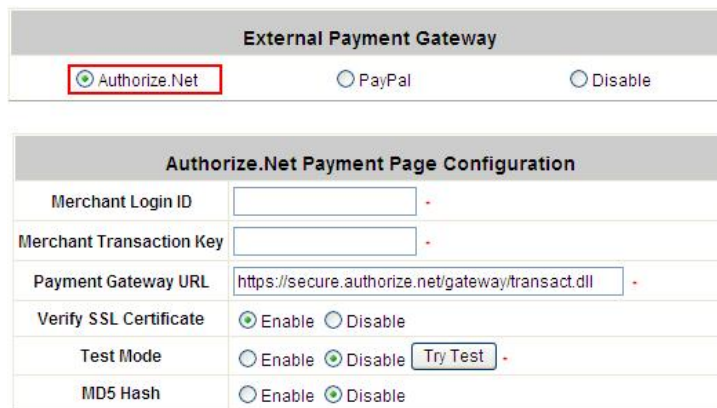 External Payment Gateway
Authorize.Net PayPal Disable
Authorize.Net Payment Page Configuration
Merchant Login ID *
Merchant Transaction Key *
Payment Gateway URL https://secure.authorize.net/gateway/transact.dll *
Verify SSL Certificate Enable Disable
Test Mode Enable Disable Try Test *
MD5 Hash Enable Disable